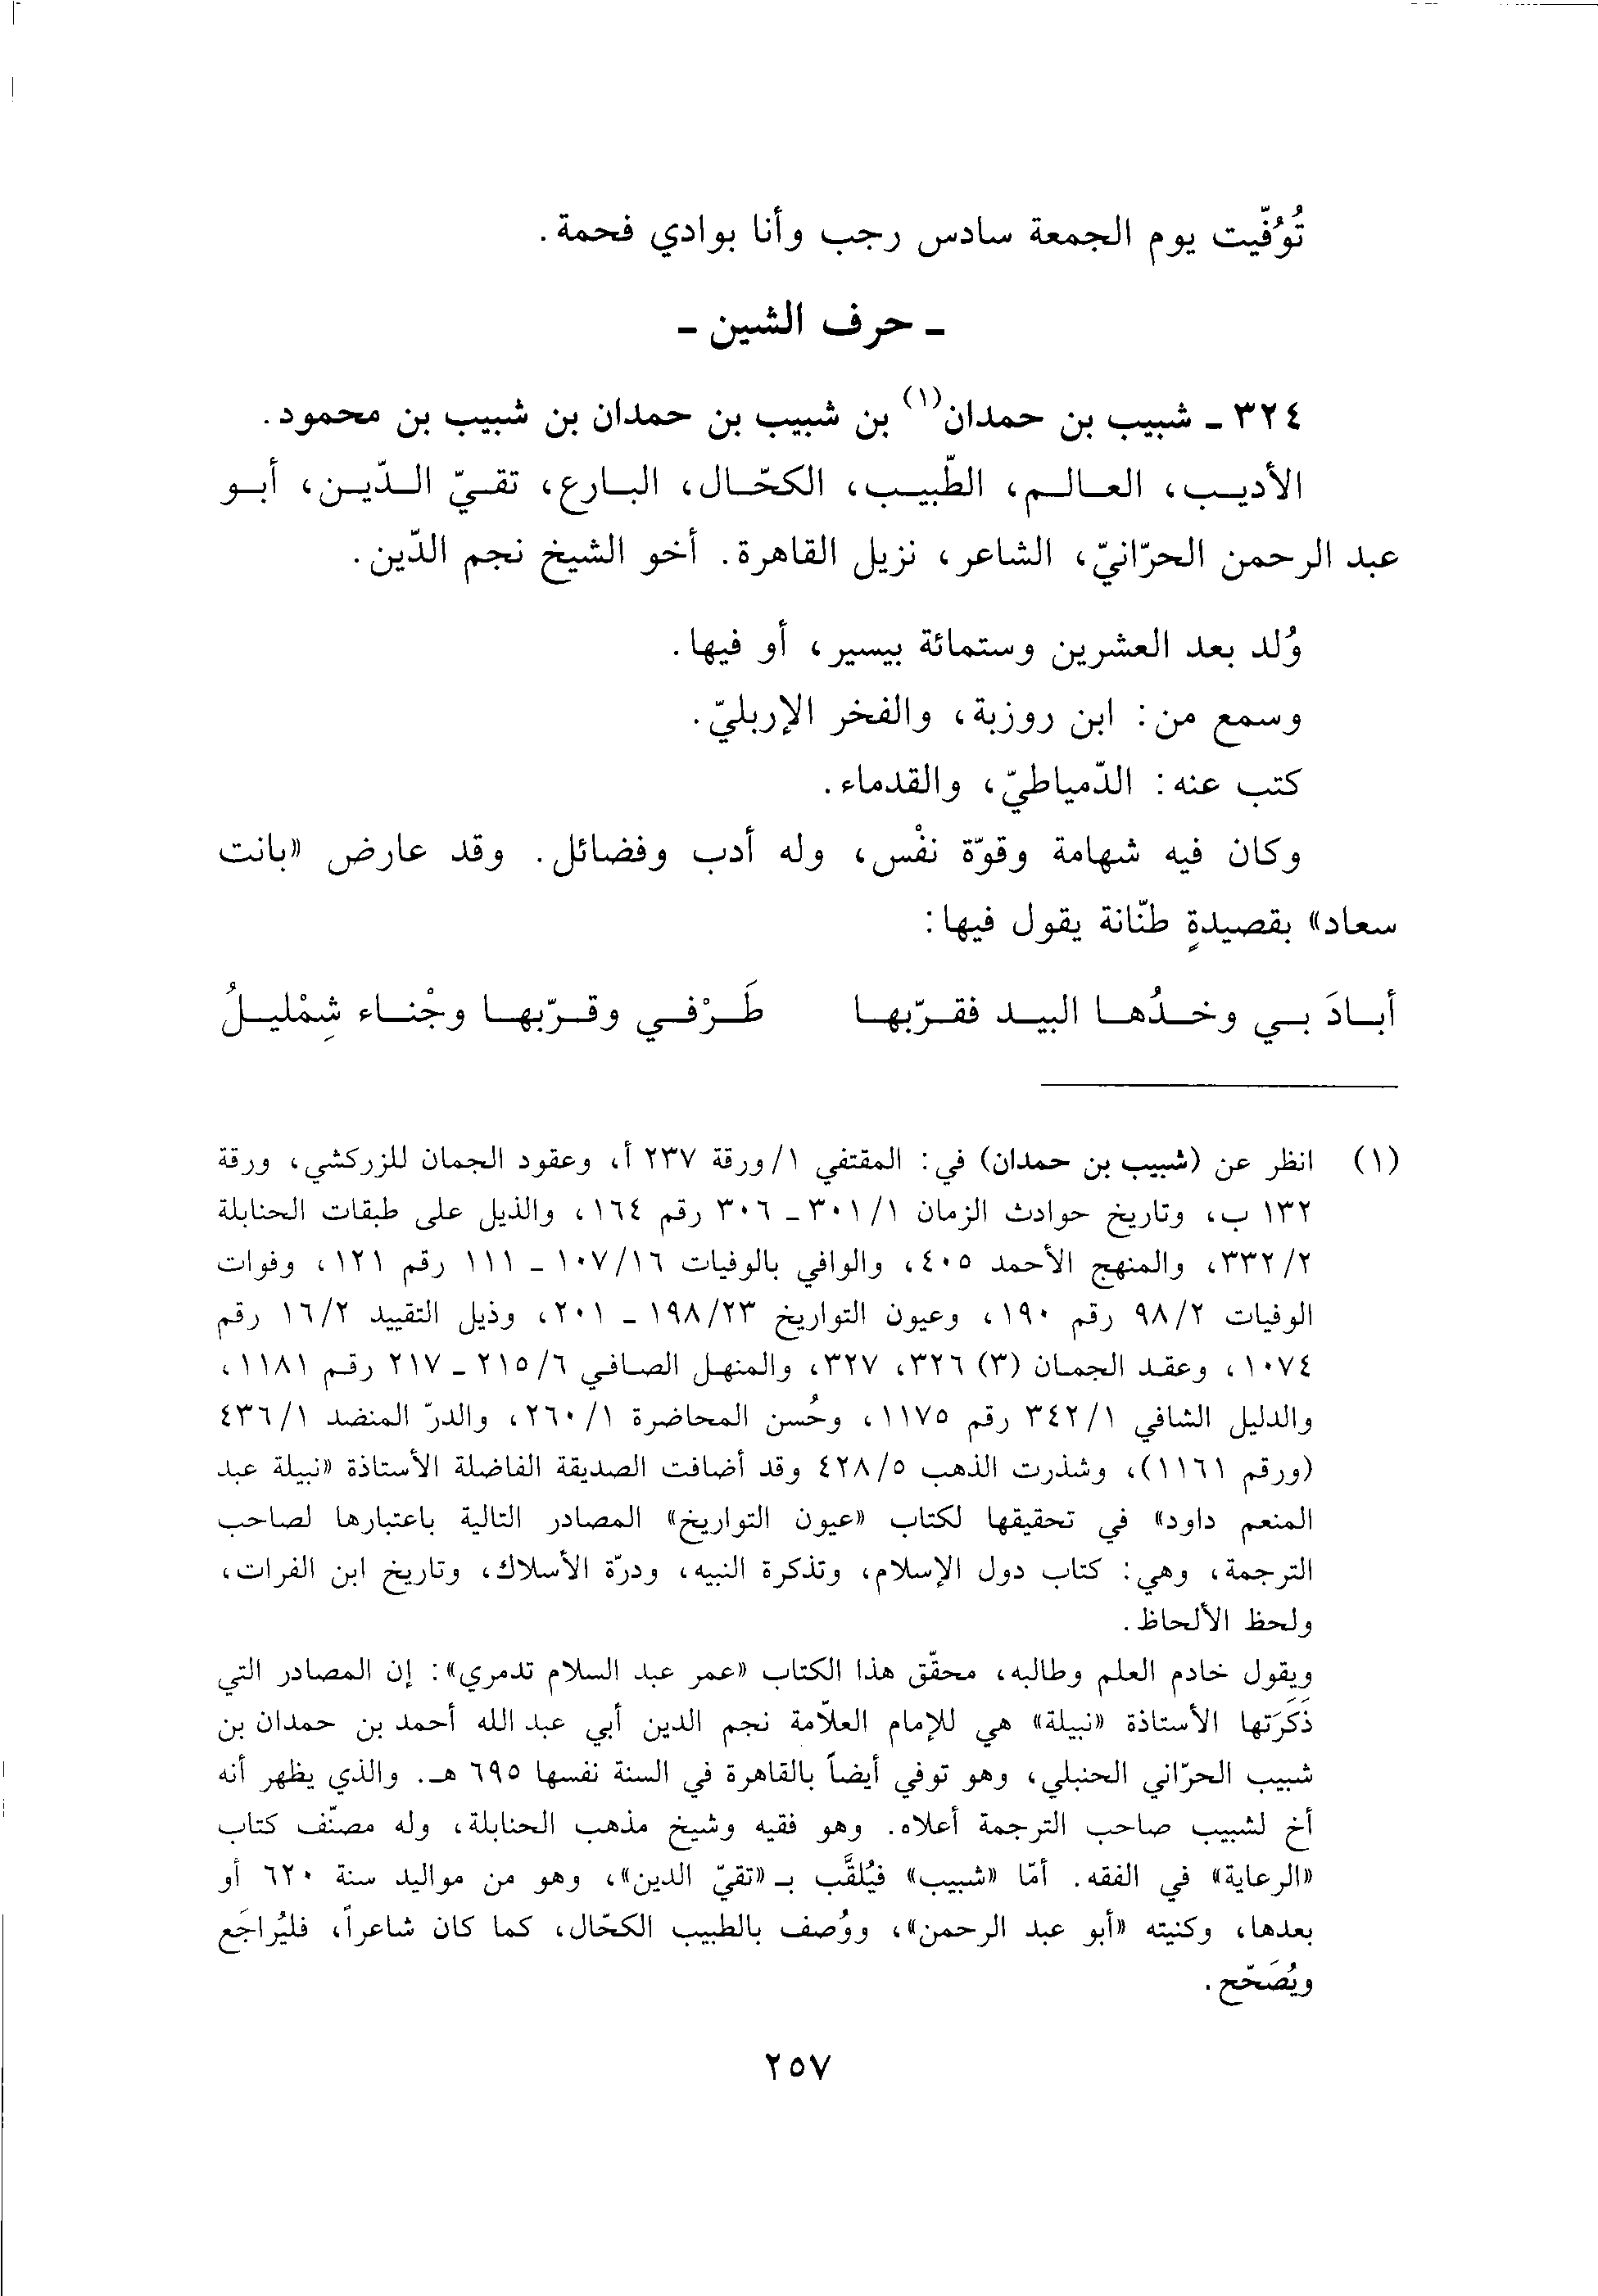 تُوُفّيت يوم الجمعة سادس رجب وأنا بوادي فحمة.
ـ حرف الشين ـ
٣٢٤ ـ شبيب بن حمدان(١) بن شبيب بن حمدان بن شبيب بن محمود.
الأديب، العالم، الطّبيب، الكحّال، البارع، تقيّ الدّين، أبو
عبد الرحمن الحرّانيّ، الشاعر، نزيل القاهرة. أخو الشيخ نجم الدّين.
وُلد بعد العشرين وستمائة بيسير، أو فيها.
وسمع من: ابن روزبة، والفخر الإربليّ.
كتب عنه: الدّمياطيّ، والقدماء.
وكان فيه شهامة وقوّة نفْس، وله أدب وفضائل. وقد عارض «بانت
سعاد» بقصيدةٍ طنّانة يقول فيها:
أبادَ بي وخدُها البيد فقرّبها طَرْفي وقرّبها وجْناء شِمْليلُ
(١) انظر عن (شبيب بن حمدان) في: المقتفي ١/ورقة ٢٣٧ أ، وعقود الجمان للزركشي، ورقة
١٣٢ ب، وتاريخ حوادث الزمان ١/ ٣٠١ ـ ٣٠٦ رقم ١٦٤، والذيل على طبقات الحنابلة
٢/ ٣٣٢، والمنهج الأحمد ٤٠٥، والوافي بالوفيات ١٦/ ١٠٧ ـ ١١١ رقم ١٢١، وفوات
الوفيات ٢/ ٩٨ رقم ١٩٠، وعيون التواريخ ٢٣/ ١٩٨ ـ ٢٠١، وذيل التقييد ٢/ ١٦ رقم
١٠٧٤، وعقد الجمان (٣) ٣٢٦، ٣٢٧، والمنهل الصافي ٦/ ٢١٥ ـ ٢١٧ رقم ١١٨١،
والدليل الشافي ١/ ٣٤٢ رقم ١١٧٥، وحُسن المحاضرة ١/ ٢٦٠، والدرّ المنضد ١/ ٤٣٦
(ورقم ١١٦١)، وشذرت الذهب ٥/ ٤٢٨ وقد أضافت الصديقة الفاضلة الأستاذة «نبيلة عبد
المنعم داود» في تحقيقها لكتاب «عيون التواريخ» المصادر التالية باعتبارها لصاحب
الترجمة، وهي: كتاب دول الإسلام، وتذكرة النبيه، ودرّة الأسلاك، وتاريخ ابن الفرات،
ولحظ الألحاظ.
ويقول خادم العلم وطالبه، محقّق هذا الكتاب «عمر عبد السلام تدمري»: إن المصادر التي
ذَكَرَتها الأستاذة «نبيلة» هي للإمام العلاّمة نجم الدين أبي عبد الله أحمد بن حمدان بن
شبيب الحرّاني الحنبلي، وهو توفي أيضاً بالقاهرة في السنة نفسها ٦٩٥ هـ. والذي يظهر أنه
أخ لشبيب صاحب الترجمة أعلاه. وهو فقيه وشيخ مذهب الحنابلة، وله مصنّف كتاب
«الرعاية» في الفقه. أمّا «شبيب» فيُلقَّب بـ «تقيّ الدين»، وهو من مواليد سنة ٦٢٠ أو
بعدها، وكنيته «أبو عبد الرحمن»، ووُصف بالطبيب الكحّال، كما كان شاعراً، فليُراجَع
ويُصَحّح.
٢٥٧